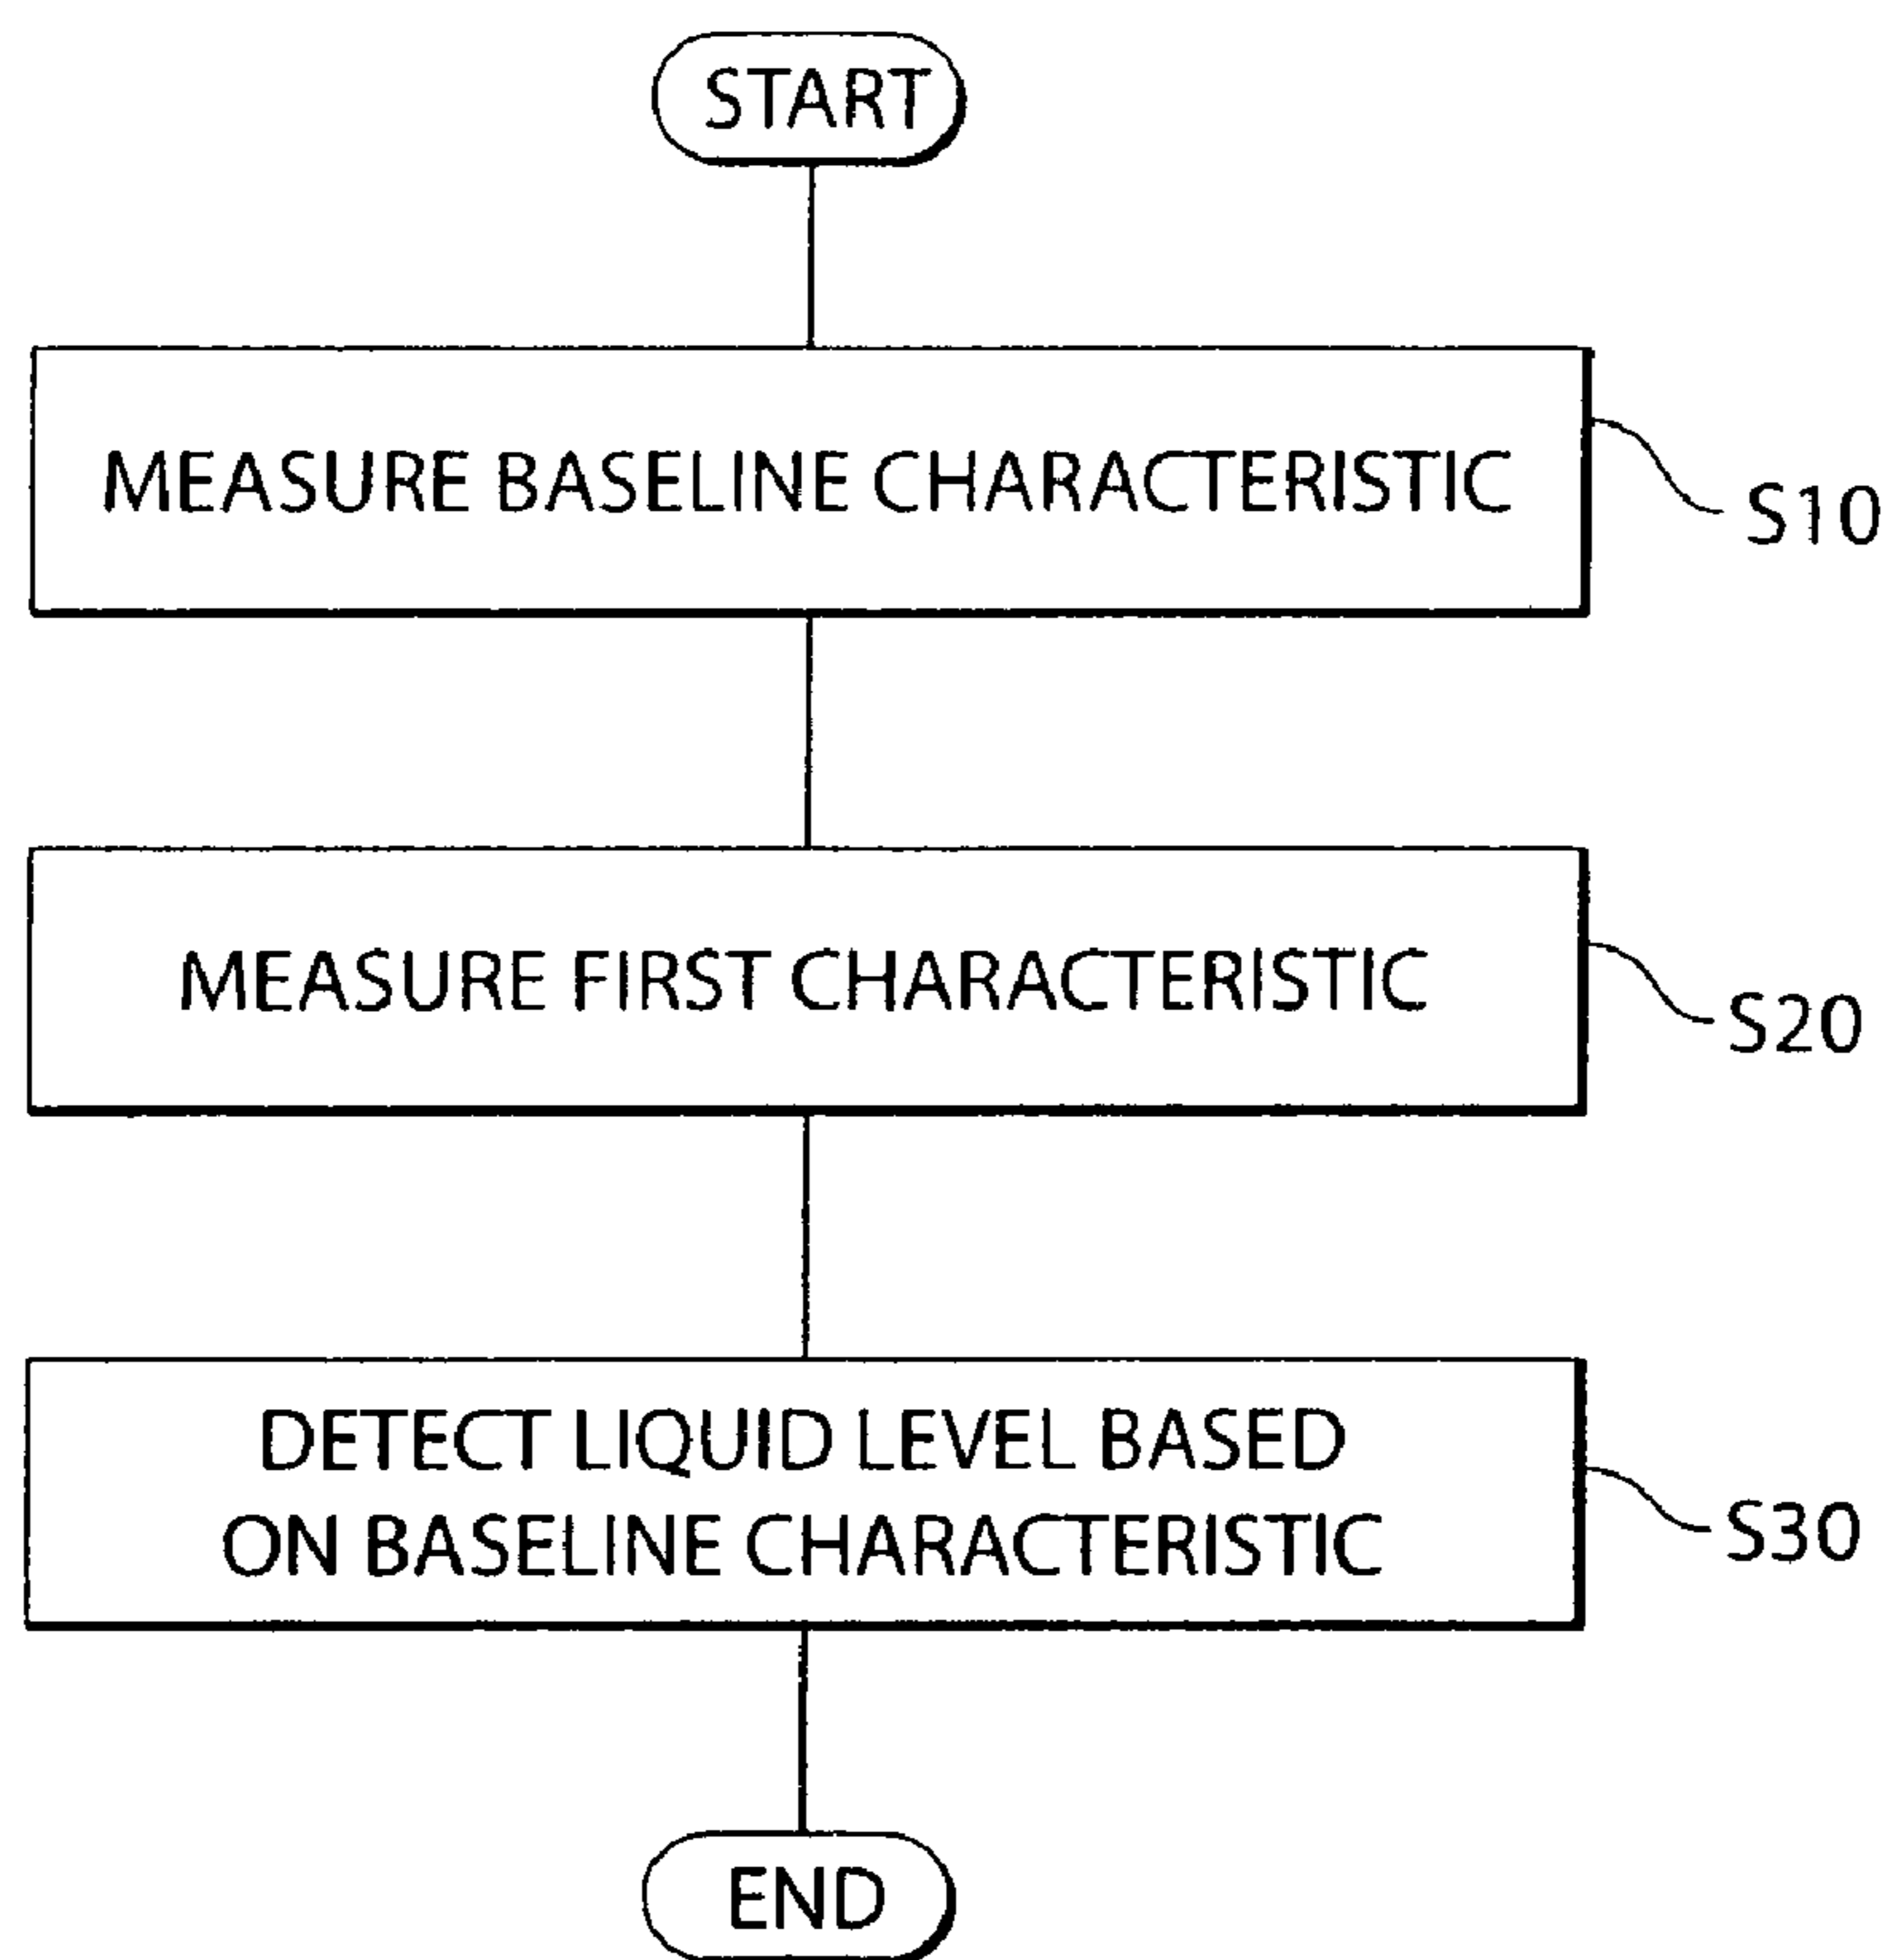 START
MEASURE BASELINE CHARACTERISTIC
S10
MEASURE FIRST CHARACTERISTIC
S20
DETECT LIQUID LEVEL BASED
ON BASELINE CHARACTERISTIC
S30
END